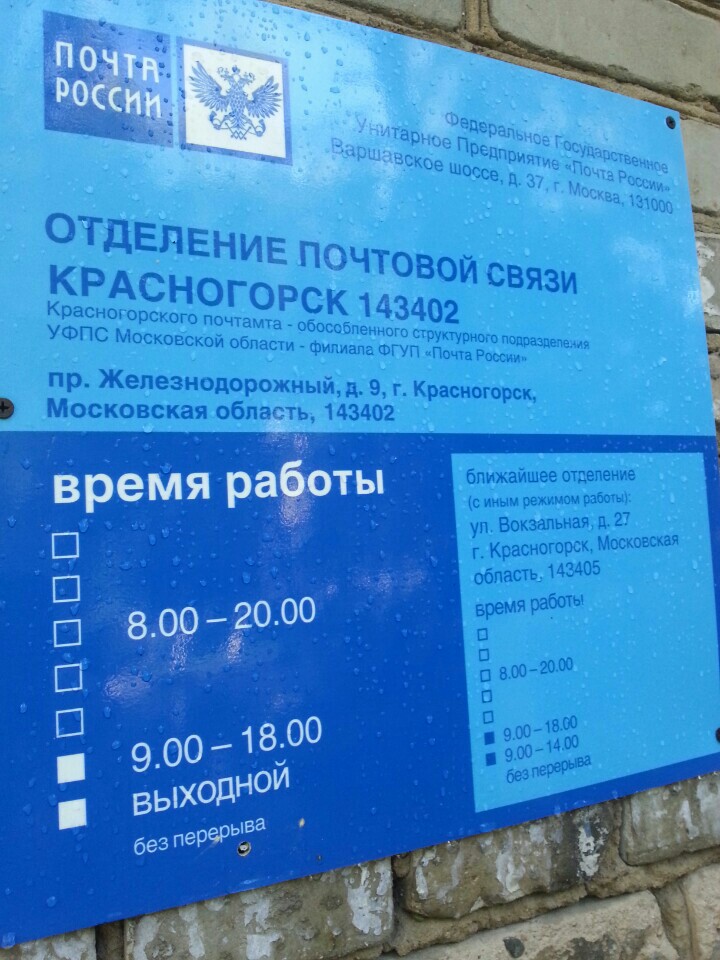 ПОЧТА
РОССИИ
Федеральное Государственное
Унитарное Предприятие «Почта России»
Варшавское шоссе, д. 37, г. Москва, 131000
ОТДЕЛЕНИЕ ПОЧТОВОЙ СВЯЗИ
КРАСНОГОРСК 143402
Красногорского почтамта - обособленного структурного подразделения
УФПС Московской области - филиала ФГУП «Почта России»
пр. Железнодорожный, д. 9, г. Красногорск,
Московская область, 143402
время работы
8.00 – 20.00
9.00 – 18.00
ВЫХОДНОЙ
без перерыва
ближайшее отделение
(с иным режимом работы):
ул. Вокзальная, д. 27
г. Красногорск, Московская
область, 143405
время работы
8.00 – 20.00
9.00 – 18.00
9.00 – 14.00
без перерыва